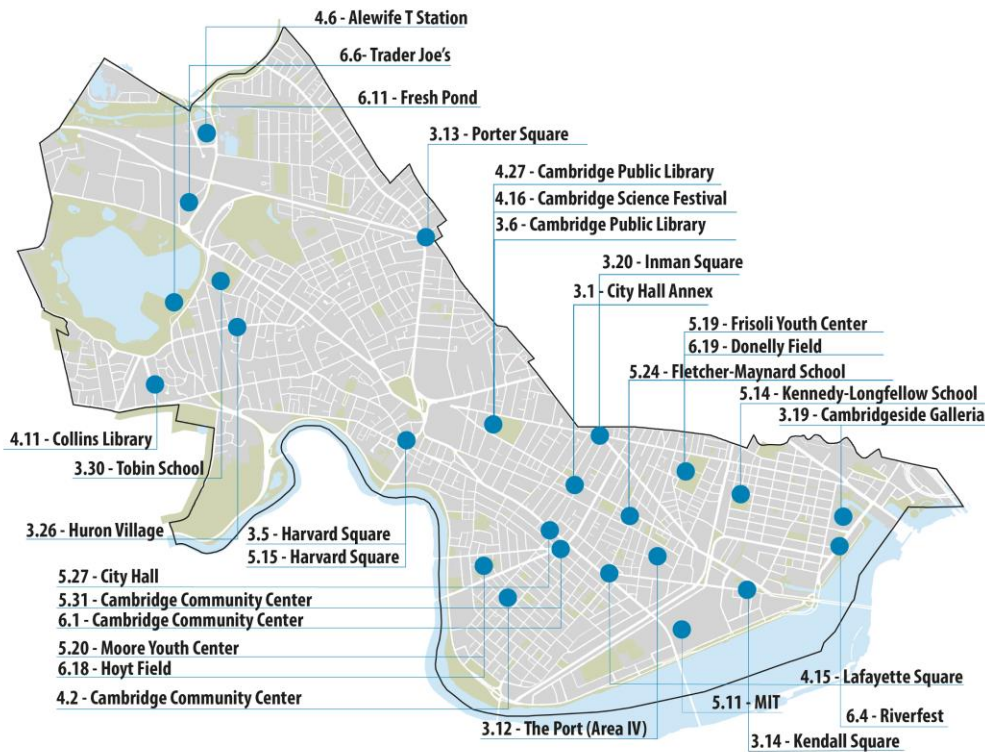 4.6 - Alewife T Station
6.6- Trader Joe's
6.11 - Fresh Pond
3.13 - Porter Square
4.27 - Cambridge Public Library
4.16 - Cambridge Science Festival
3.6 - Cambridge Public Library
3.20 - Inman Square
3.1 - City Hall Annex
5.19 - Frisoli Youth Center
6.19 - Donelly Field
5.24 - Fletcher-Maynard School
5.14 - Kennedy-Longfellow School
3.19 - Cambridgeside Galleria
4.11 - Collins Library
3.30 - Tobin School
3.26 - Huron Village
3.5 - Harvard Square
5.15 - Harvard Square
5.27 - City Hall
5.31 - Cambridge Community Center
6.1 - Cambridge Community Center
5.20 - Moore Youth Center
6.18 - Hoyt Field
4.2 - Cambridge Community Center
3.12 - The Port (Area IV)
4.15 - Lafayette Square
5.11 - MIT
6.4 - Riverfest
3.14 - Kendall Square